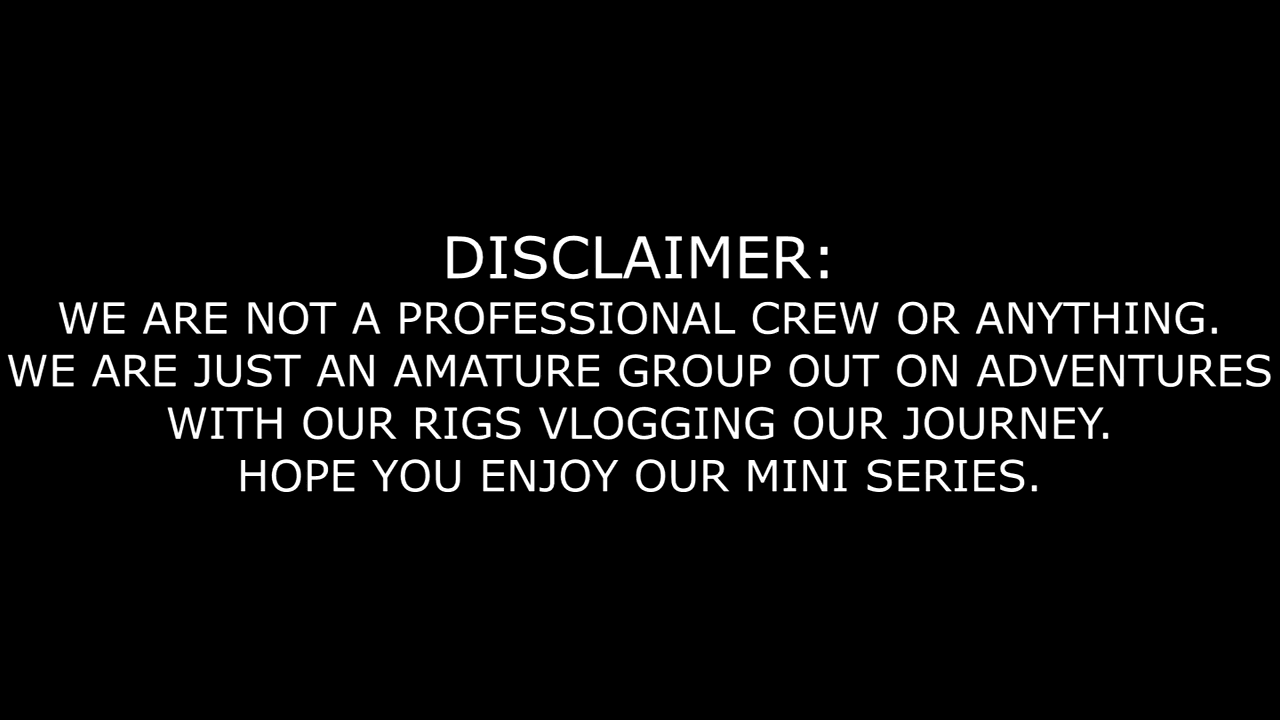 DISCLAIMER:
WE ARE NOT A PROFESSIONAL CREW OR ANYTHING.
WE ARE JUST AN AMATURE GROUP OUT ON ADVENTURES
WITH OUR RIGS VLOGGING OUR JOURNEY.
HOPE YOU ENJOY OUR MINI SERIES.